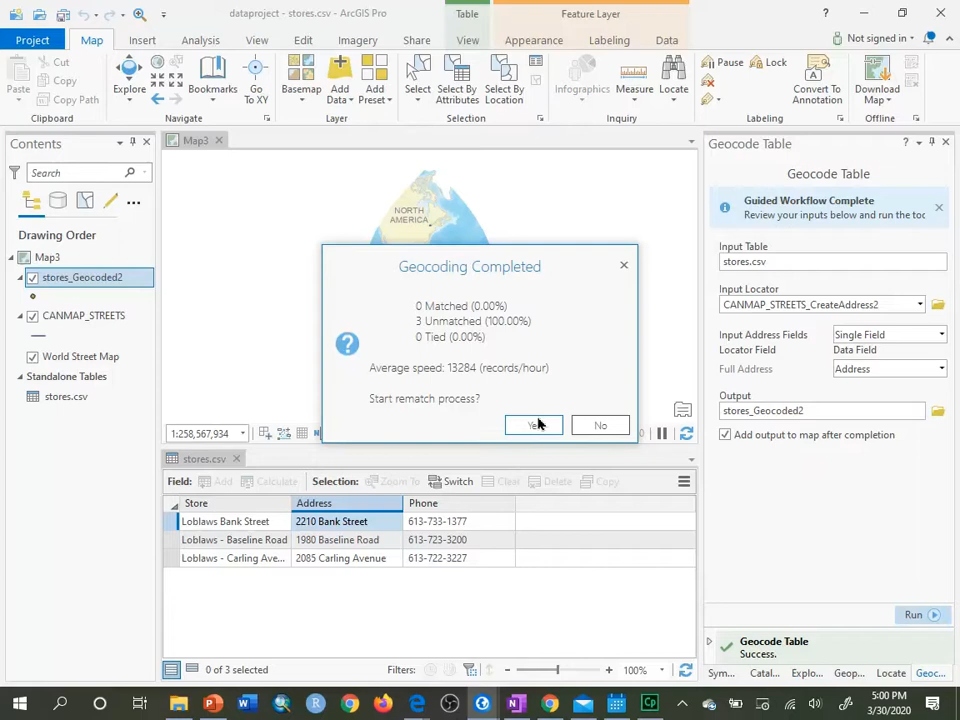 dataproject - stores.csv - ArcGIS Pro
Table
Feature Layer
Project
Map
Insert
Analysis
View
Edit
Imagery
Share
View
Appearance
Labeling
Data
Not signed in
Cut
Copy
Copy Path
Paste
Clipboard
Explore
Bookmarks
Go To XY
Navigate
Basemap
Add Data
Add Preset
Layer
Select
Select By Attributes
Select By Location
Selection
Infographics
Measure
Locate
Inquiry
Pause
Lock
Convert To Annotation
Labeling
Download Map
Offline
Contents
Search
Drawing Order
Map3
stores_Geocoded2
CANMAP_STREETS
World Street Map
Standalone Tables
stores.csv
Map3
NORTH AMERICA
Geocoding Completed
0 Matched (0.00%)
3 Unmatched (100.00%)
0 Tied (0.00%)
Average speed: 13284 (records/hour)
Start rematch process?
No
1:258,567,934
stores.csv
Field:
Add
Calculate
Selection:
Zoom To
Switch
Clear
Delete
Copy
Store Address Phone
Loblaws Bank Street 2210 Bank Street 613-733-1377
Loblaws - Baseline Road 1980 Baseline Road 613-723-3200
Loblaws - Carling Ave... 2085 Carling Avenue 613-722-3227
0 of 3 selected
Filters:
100%
Geocode Table
Geocode Table
Guided Workflow Complete
Review your inputs below and run the too
Input Table
stores.csv
Input Locator
CANMAP_STREETS_CreateAddress2
Input Address Fields Single Field
Locator Field Data Field
Full Address Address
Output
stores_Geocoded2
Add output to map after completion
Run
Geocode Table
Success.
Sym...
Catal...
Explo...
Geop...
Locate
Geoc...
5:00 PM
3/30/2020